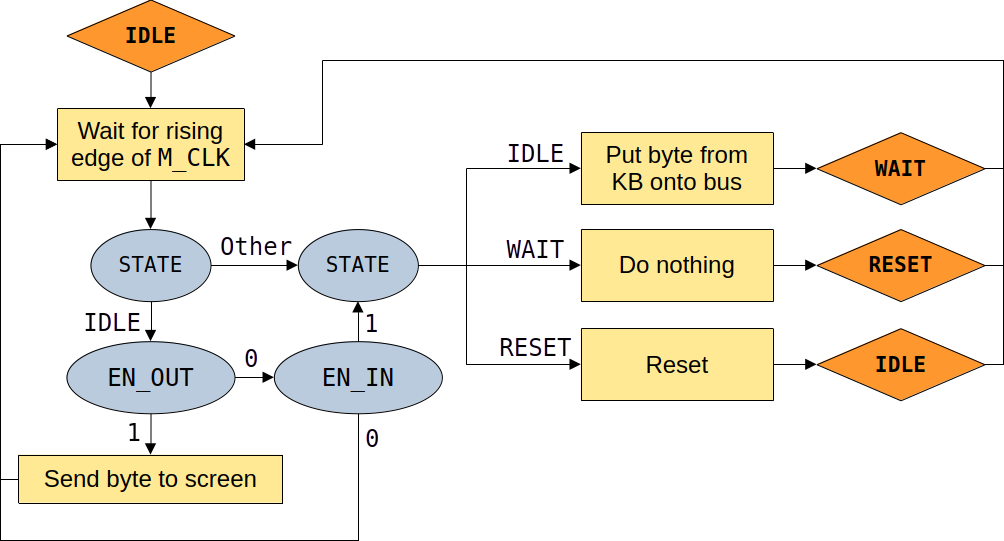 IDLE
Wait for rising
edge of M_CLK
IDLE
Put byte from
KB onto bus
WAIT
STATE
Other
STATE
WAIT
Do nothing
RESET
IDLE
1
RESET
Reset
IDLE
EN_OUT
0
EN_IN
1
0
Send byte to screen